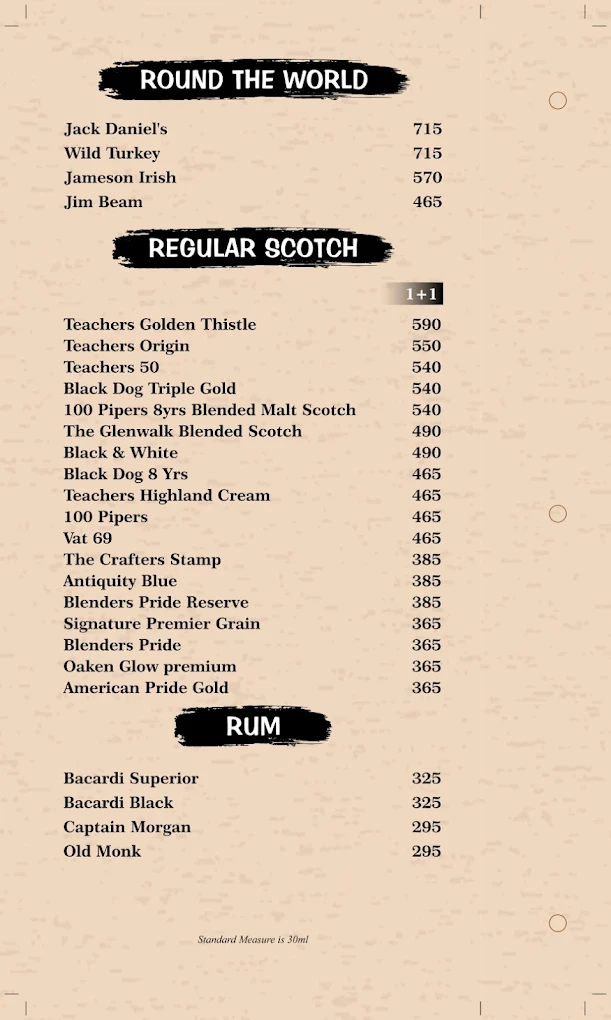 ROUND THE WORLD
Jack Daniel's 715
Wild Turkey 715
Jameson Irish 570
Jim Beam 465
REGULAR SCOTCH
1+1
Teachers Golden Thistle 590
Teachers Origin 550
Teachers 50 540
Black Dog Triple Gold 540
100 Pipers 8yrs Blended Malt Scotch 540
The Glenwalk Blended Scotch 490
Black & White 490
Black Dog 8 Yrs 465
Teachers Highland Cream 465
100 Pipers 465
Vat 69 465
The Crafters Stamp 385
Antiquity Blue 385
Blenders Pride Reserve 385
Signature Premier Grain 365
Blenders Pride 365
Oaken Glow premium 365
American Pride Gold 365
RUM
Bacardi Superior 325
Bacardi Black 325
Captain Morgan 295
Old Monk 295
Standard Measure is 30ml